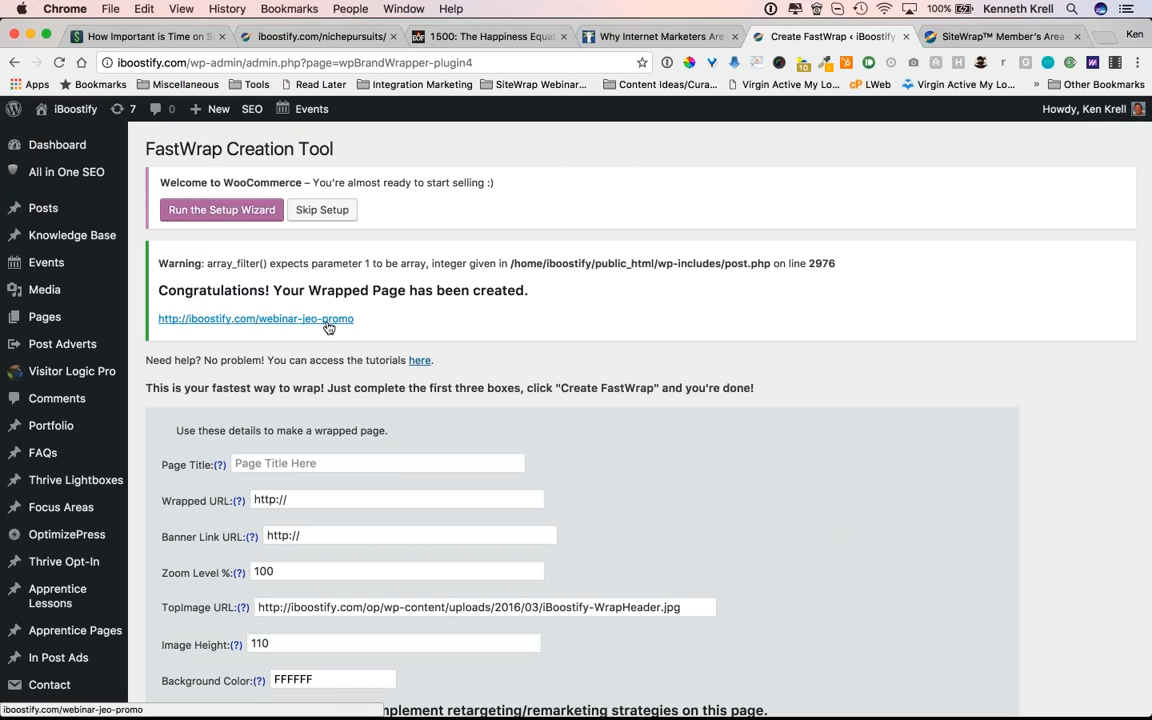 Chrome File Edit View History Bookmarks People Window Help 100% Kenneth Krell
How Important is Time on S iboostify.com/nichepursuits/ 1500: The Happiness Equat Why Internet Marketers Are Create FastWrap ‹ iBoostify SiteWrap™ Member's Area Ken
iboostify.com/wp-admin/admin.php?page=wpBrandWrapper-plugin4
Apps Bookmarks Miscellaneous Tools Read Later Integration Marketing SiteWrap Webinar... Content Ideas/Cura... Virgin Active My Lo... LWeb Virgin Active My Lo... » Other Bookmarks
iBoostify 7 0 New SEO Events Howdy, Ken Krell
Dashboard
All in One SEO
Posts
Knowledge Base
Events
Media
Pages
Post Adverts
Visitor Logic Pro
Comments
Portfolio
FAQs
Thrive Lightboxes
Focus Areas
OptimizePress
Thrive Opt-In
Apprentice
Lessons
Apprentice Pages
In Post Ads
Contact
FastWrap Creation Tool
Welcome to WooCommerce – You're almost ready to start selling :)
Run the Setup Wizard Skip Setup
Warning: array_filter() expects parameter 1 to be array, integer given in /home/iboostify/public_html/wp-includes/post.php on line 2976
Congratulations! Your Wrapped Page has been created.
http://iboostify.com/webinar-jeo-promo
Need help? No problem! You can access the tutorials here.
This is your fastest way to wrap! Just complete the first three boxes, click "Create FastWrap" and you're done!
Use these details to make a wrapped page.
Page Title:(?) Page Title Here
Wrapped URL:(?) http://
Banner Link URL:(?) http://
Zoom Level %:(?) 100
TopImage URL:(?) http://iboostify.com/op/wp-content/uploads/2016/03/iBoostify-WrapHeader.jpg
Image Height:(?) 110
Background Color:(?) FFFFFF
iboostify.com/webinar-jeo-promo
mplement retargeting/remarketing strategies on this page.